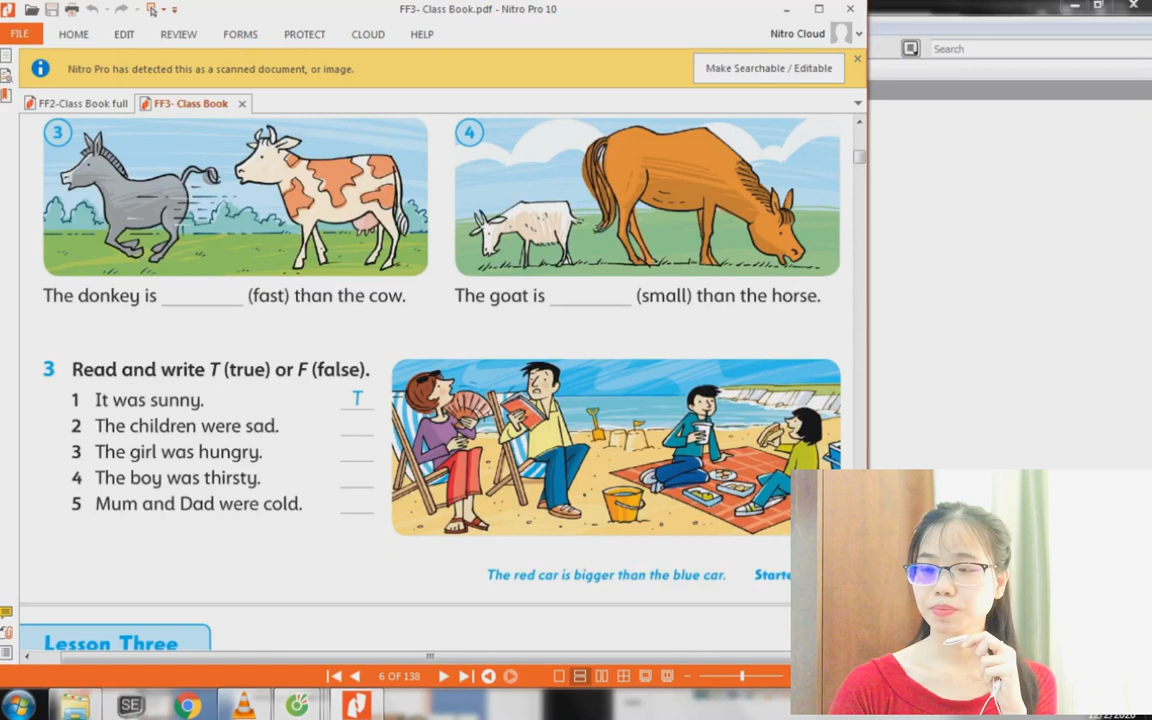 FF3- Class Book.pdf - Nitro Pro 10
FILE HOME EDIT REVIEW FORMS PROTECT CLOUD HELP
Nitro Cloud
Search
Nitro Pro has detected this as a scanned document, or image.
Make Searchable / Editable
FF2-Class Book full
FF3- Class Book
3
4
The donkey is ________ (fast) than the cow.
The goat is ________ (small) than the horse.
3 Read and write T (true) or F (false).
1 It was sunny. T
2 The children were sad. ___
3 The girl was hungry. ___
4 The boy was thirsty. ___
5 Mum and Dad were cold. ___
The red car is bigger than the blue car.
Lesson Three
6 OF 138
SE